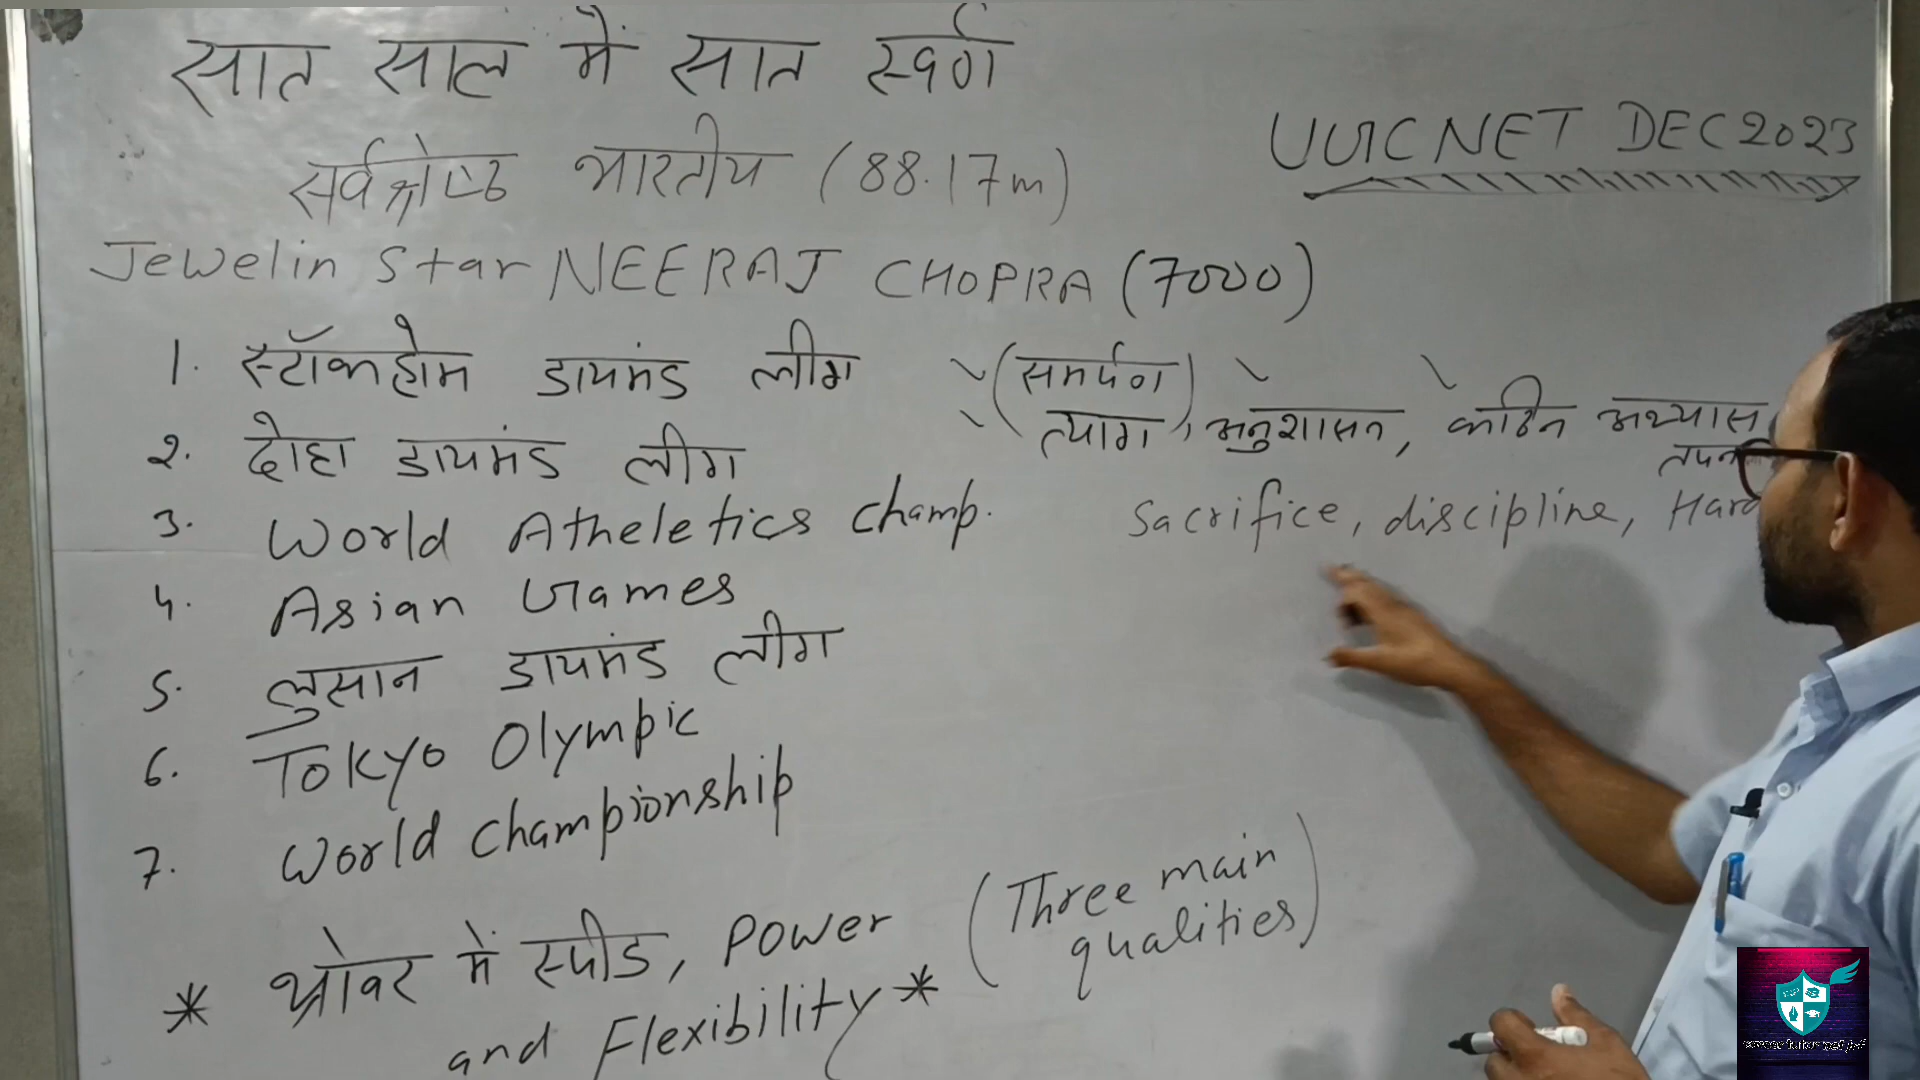 सात साल में सात स्वर्ण
UGC NET DEC 2023
सर्वश्रेष्ठ भारतीय (88.17m)
Jewelin Star NEERAJ CHOPRA (7000)
1. स्टॉकहोम डायमंड लीग
2. दोहा डायमंड लीग
3. World Atheletics Champ.
4. Asian Games
5. लुसान डायमंड लीग
6. Tokyo Olympic
7. World Championship
(समर्पण)
त्याग, अनुशासन, कठिन अभ्यास
Sacrifice, discipline, Hard
* थ्रोवर में स्पीड, Power
and Flexibility *
(Three main
qualities)